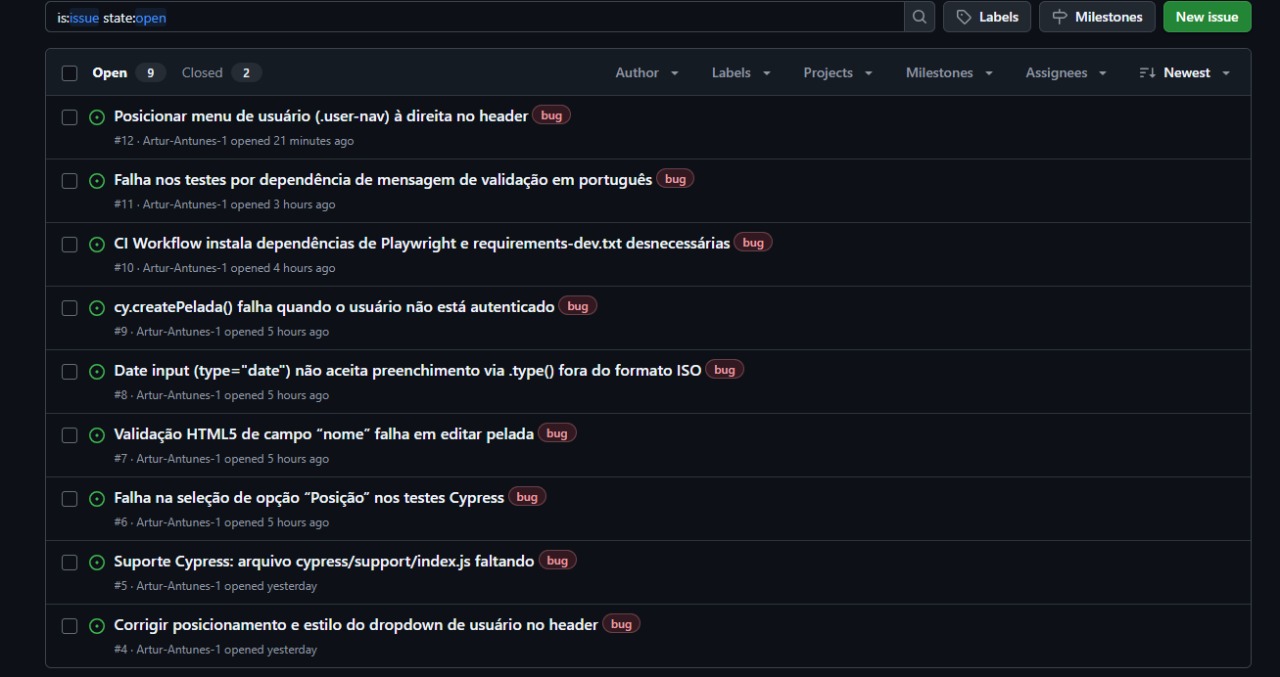 is:issue state:open
Labels
Milestones
New issue
Open 9 Closed 2 Author Labels Projects Milestones Assignees Newest
Posicionar menu de usuário (.user-nav) à direita no header bug
#12 · Artur-Antunes-1 opened 21 minutes ago
Falha nos testes por dependência de mensagem de validação em português bug
#11 · Artur-Antunes-1 opened 3 hours ago
CI Workflow instala dependências de Playwright e requirements-dev.txt desnecessárias bug
#10 · Artur-Antunes-1 opened 4 hours ago
cy.createPelada() falha quando o usuário não está autenticado bug
#9 · Artur-Antunes-1 opened 5 hours ago
Date input (type="date") não aceita preenchimento via .type() fora do formato ISO bug
#8 · Artur-Antunes-1 opened 5 hours ago
Validação HTML5 de campo “nome” falha em editar pelada bug
#7 · Artur-Antunes-1 opened 5 hours ago
Falha na seleção de opção “Posição” nos testes Cypress bug
#6 · Artur-Antunes-1 opened 5 hours ago
Suporte Cypress: arquivo cypress/support/index.js faltando bug
#5 · Artur-Antunes-1 opened yesterday
Corrigir posicionamento e estilo do dropdown de usuário no header bug
#4 · Artur-Antunes-1 opened yesterday